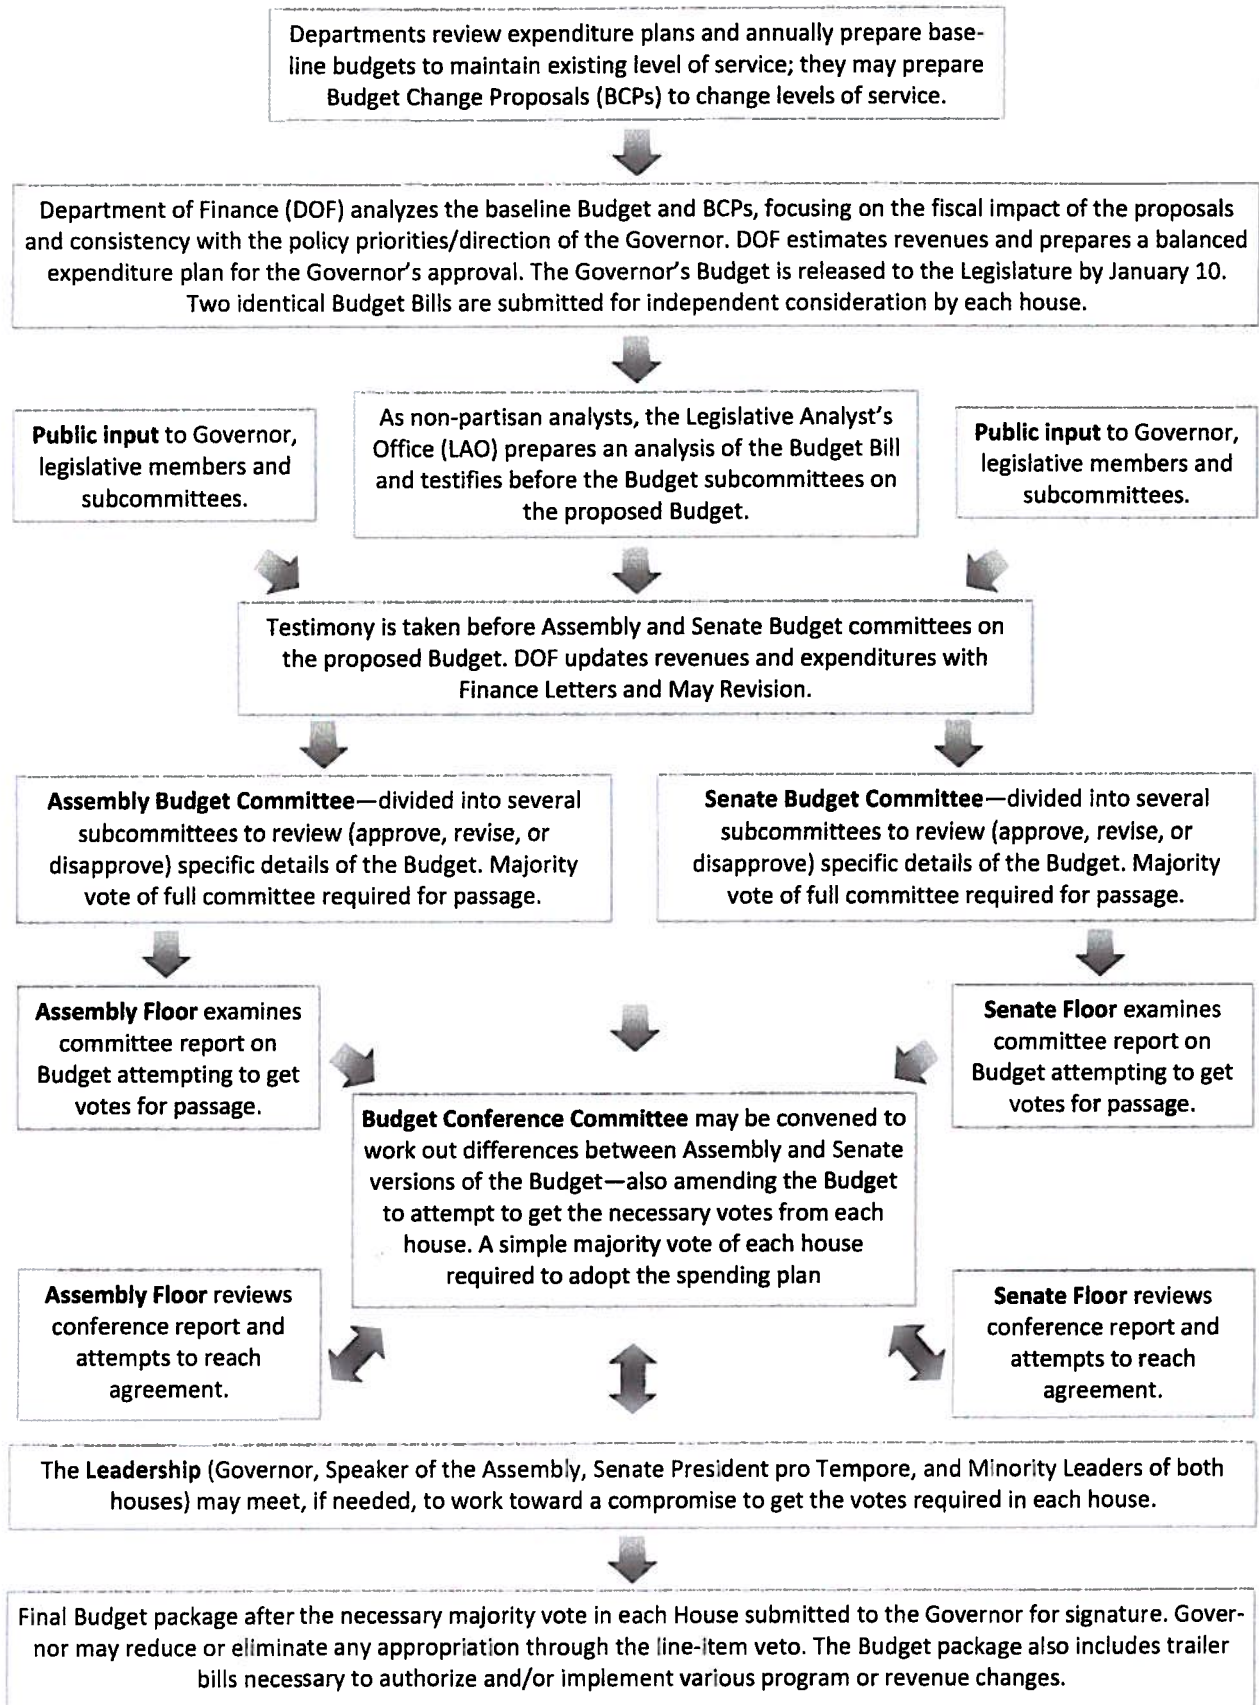 Departments review expenditure plans and annually prepare base-
line budgets to maintain existing level of service; they may prepare
Budget Change Proposals (BCPs) to change levels of service.
Department of Finance (DOF) analyzes the baseline Budget and BCPs, focusing on the fiscal impact of the proposals
and consistency with the policy priorities/direction of the Governor. DOF estimates revenues and prepares a balanced
expenditure plan for the Governor's approval. The Governor's Budget is released to the Legislature by January 10.
Two identical Budget Bills are submitted for independent consideration by each house.
Public input to Governor,
legislative members and
subcommittees.
As non-partisan analysts, the Legislative Analyst's
Office (LAO) prepares an analysis of the Budget Bill
and testifies before the Budget subcommittees on
the proposed Budget.
Public input to Governor,
legislative members and
subcommittees.
Testimony is taken before Assembly and Senate Budget committees on
the proposed Budget. DOF updates revenues and expenditures with
Finance Letters and May Revision.
Assembly Budget Committee—divided into several
subcommittees to review (approve, revise, or
disapprove) specific details of the Budget. Majority
vote of full committee required for passage.
Senate Budget Committee—divided into several
subcommittees to review (approve, revise, or
disapprove) specific details of the Budget. Majority
vote of full committee required for passage.
Assembly Floor examines
committee report on
Budget attempting to get
votes for passage.
Senate Floor examines
committee report on
Budget attempting to get
votes for passage.
Budget Conference Committee may be convened to
work out differences between Assembly and Senate
versions of the Budget—also amending the Budget
to attempt to get the necessary votes from each
house. A simple majority vote of each house
required to adopt the spending plan
Assembly Floor reviews
conference report and
attempts to reach
agreement.
Senate Floor reviews
conference report and
attempts to reach
agreement.
The Leadership (Governor, Speaker of the Assembly, Senate President pro Tempore, and Minority Leaders of both
houses) may meet, if needed, to work toward a compromise to get the votes required in each house.
Final Budget package after the necessary majority vote in each House submitted to the Governor for signature. Gover-
nor may reduce or eliminate any appropriation through the line-item veto. The Budget package also includes trailer
bills necessary to authorize and/or implement various program or revenue changes.